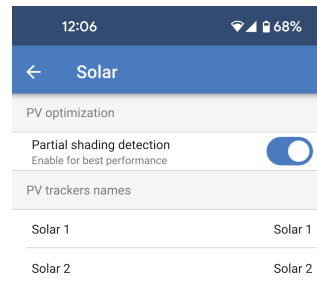 12:06 68%
Solar
PV optimization
Partial shading detection
Enable for best performance
PV trackers names
Solar 1 Solar 1
Solar 2 Solar 2